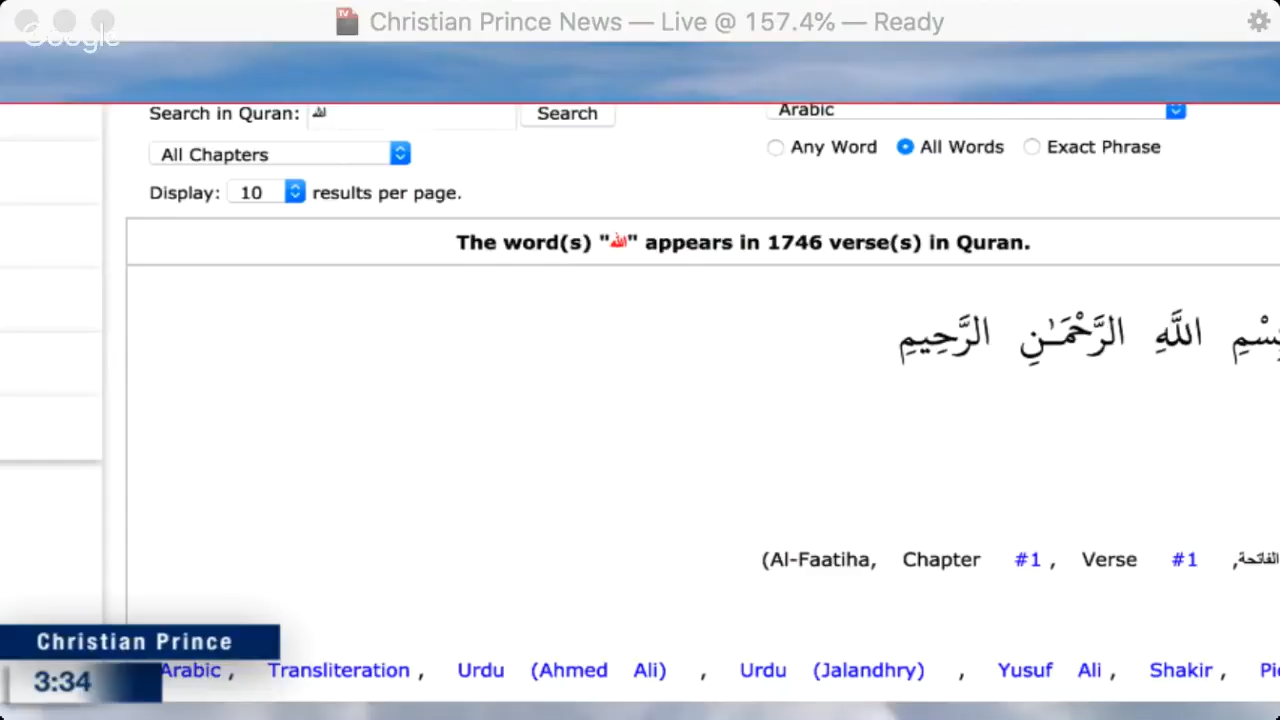 Christian Prince News — Live @ 157.4% — Ready
Google
Search in Quran: الله Search Arabic
All Chapters Any Word All Words Exact Phrase
Display: 10 results per page.
The word(s) "الله" appears in 1746 verse(s) in Quran.
بِسْمِ اللَّهِ الرَّحْمَـٰنِ الرَّحِيمِ
(Al-Faatiha, Chapter #1, Verse #1 ,الفاتحة
Christian Prince
Arabic, Transliteration, Urdu (Ahmed Ali) , Urdu (Jalandhry) , Yusuf Ali, Shakir,
3:34